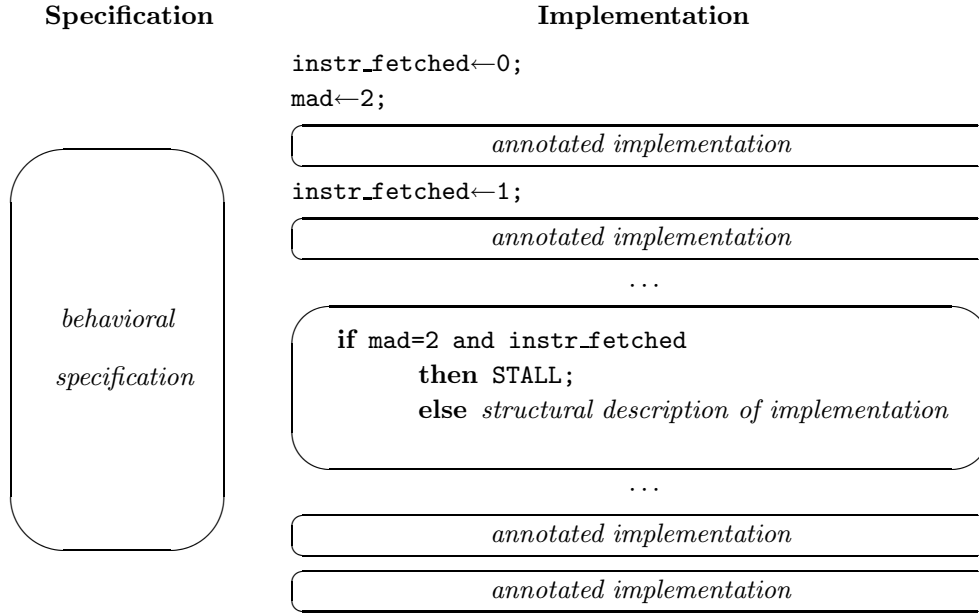 Specification
Implementation
instr_fetched←0;
mad←2;
annotated implementation
instr_fetched←1;
annotated implementation
...
behavioral
specification
if mad=2 and instr_fetched
then STALL;
else structural description of implementation
...
annotated implementation
annotated implementation